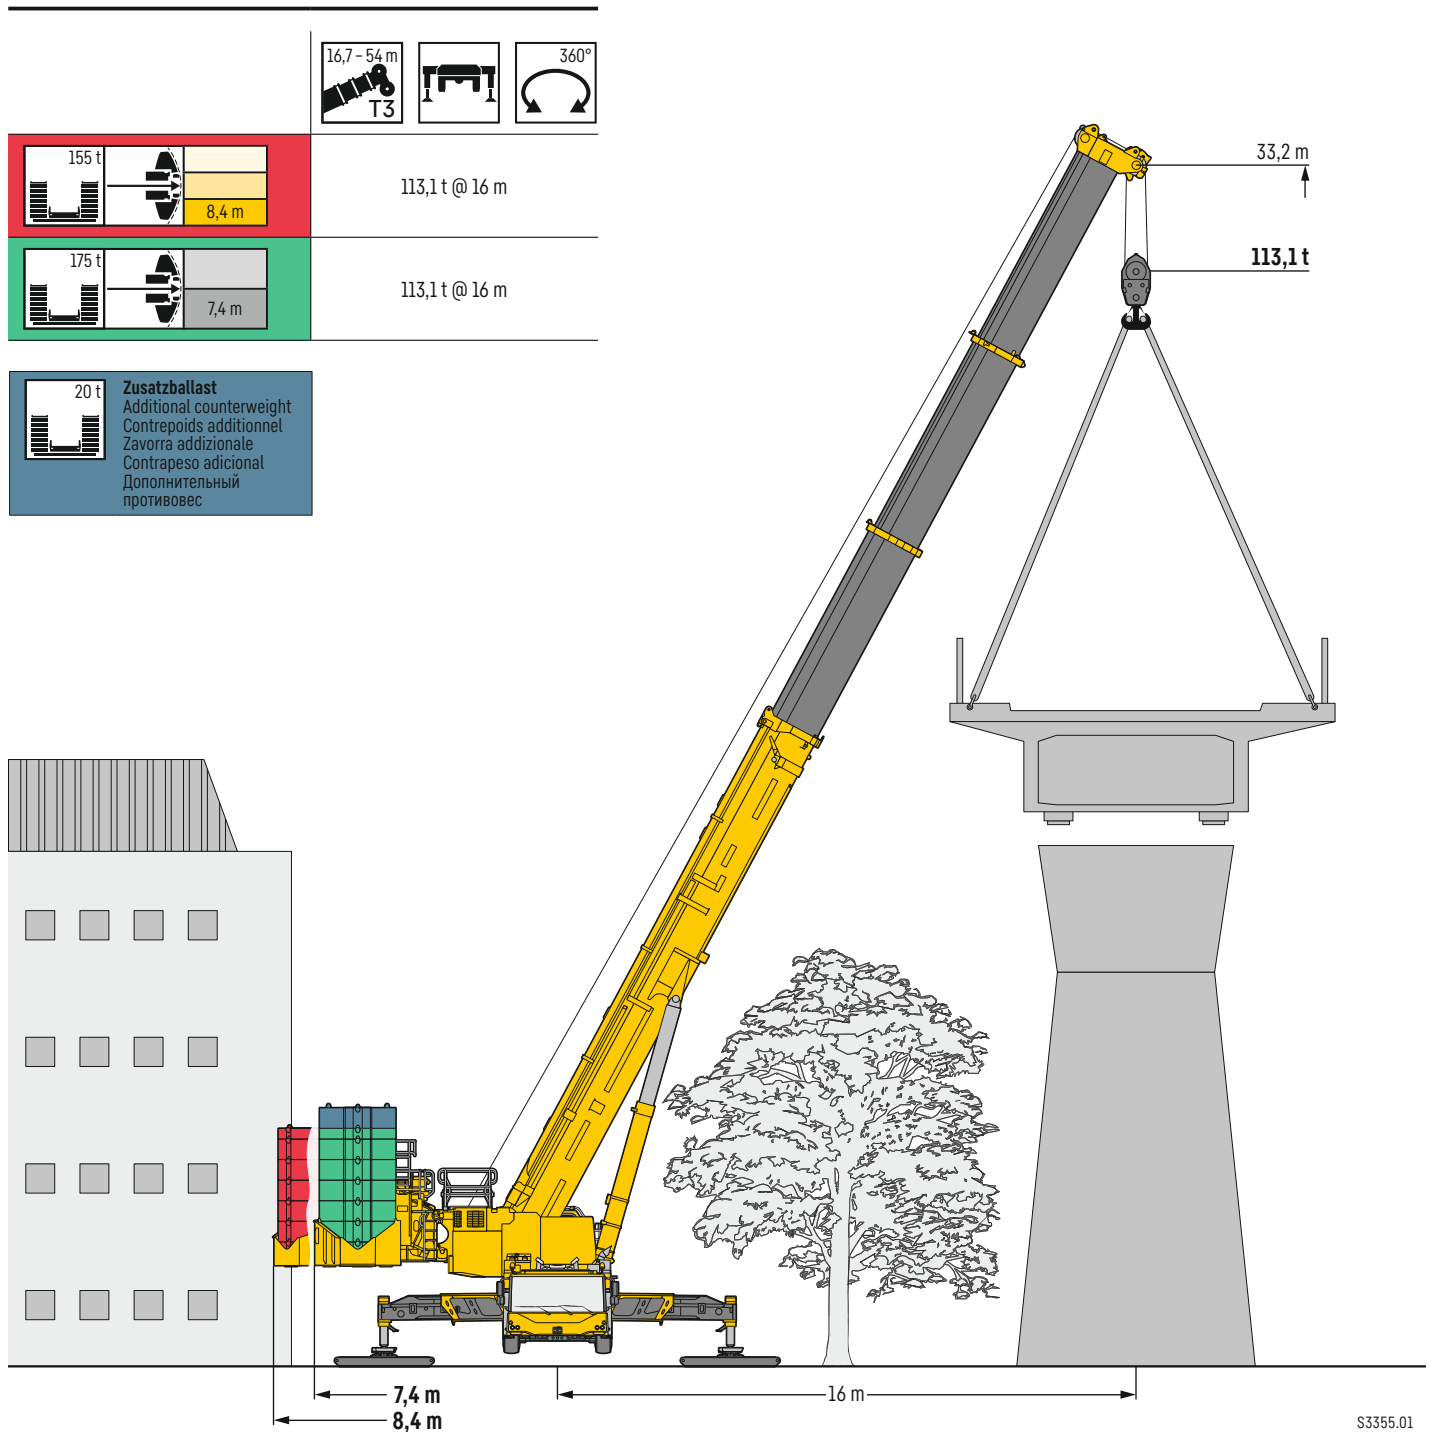 16,7 – 54 m
T3
360°
155 t
8,4 m
113,1 t @ 16 m
175 t
7,4 m
113,1 t @ 16 m
20 t
Zusatzballast
Additional counterweight
Contrepoids additionnel
Zavorra addizionale
Contrapeso adicional
Дополнительный
противовес
33,2 m
113,1 t
7,4 m
16 m
8,4 m
S3355.01